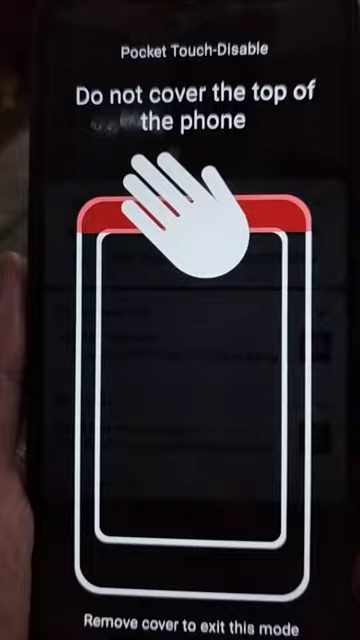 Pocket Touch-Disable
Do not cover the top of
the phone
Remove cover to exit this mode